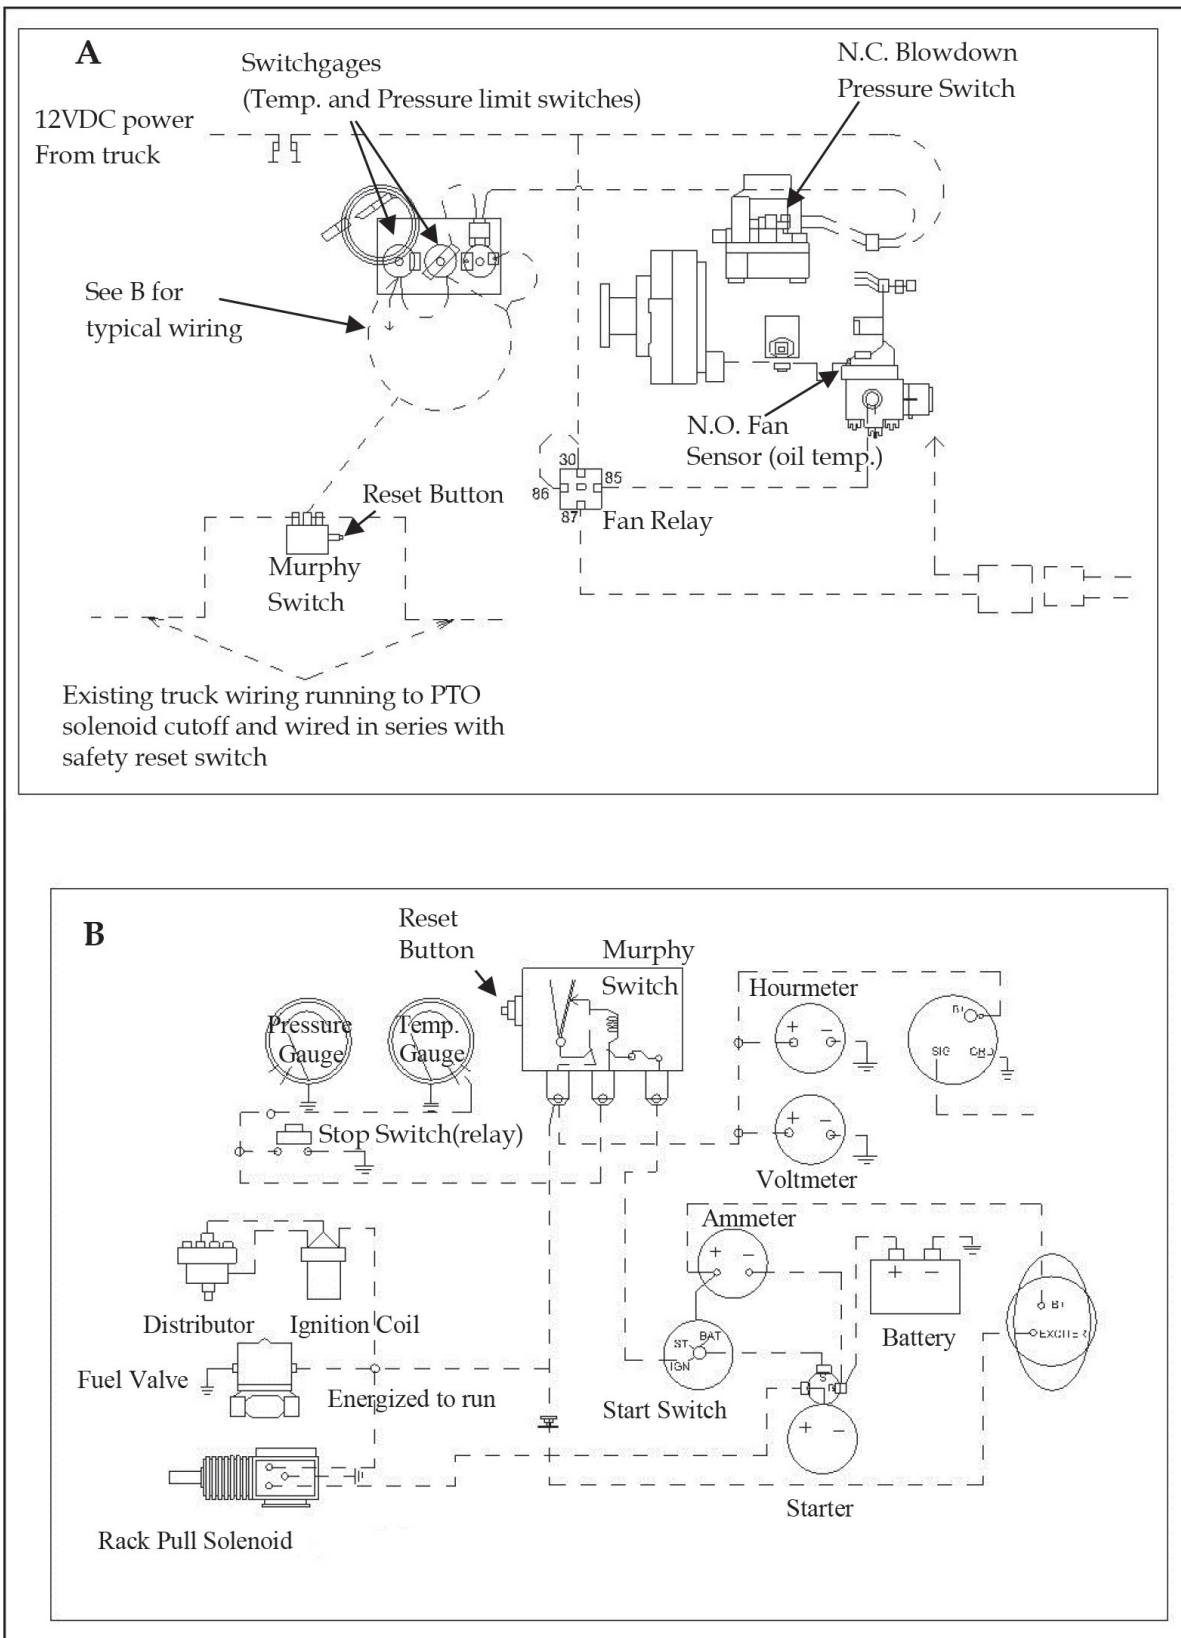 A
Switchgages
(Temp. and Pressure limit switches)
N.C. Blowdown
Pressure Switch
12VDC power
From truck
See B for
typical wiring
N.O. Fan
Sensor (oil temp.)
30
85
86
87
Fan Relay
Reset Button
Murphy
Switch
Existing truck wiring running to PTO
solenoid cutoff and wired in series with
safety reset switch
B
Reset
Button
Murphy
Switch
Pressure
Gauge
Temp.
Gauge
Hourmeter
+ −
SIG
Stop Switch(relay)
+ −
Voltmeter
Ammeter
+ −
Distributor
Ignition Coil
ST
BAT
IGN
+ −
Battery
EXCITER
Fuel Valve
Energized to run
Start Switch
S
+ −
Starter
Rack Pull Solenoid